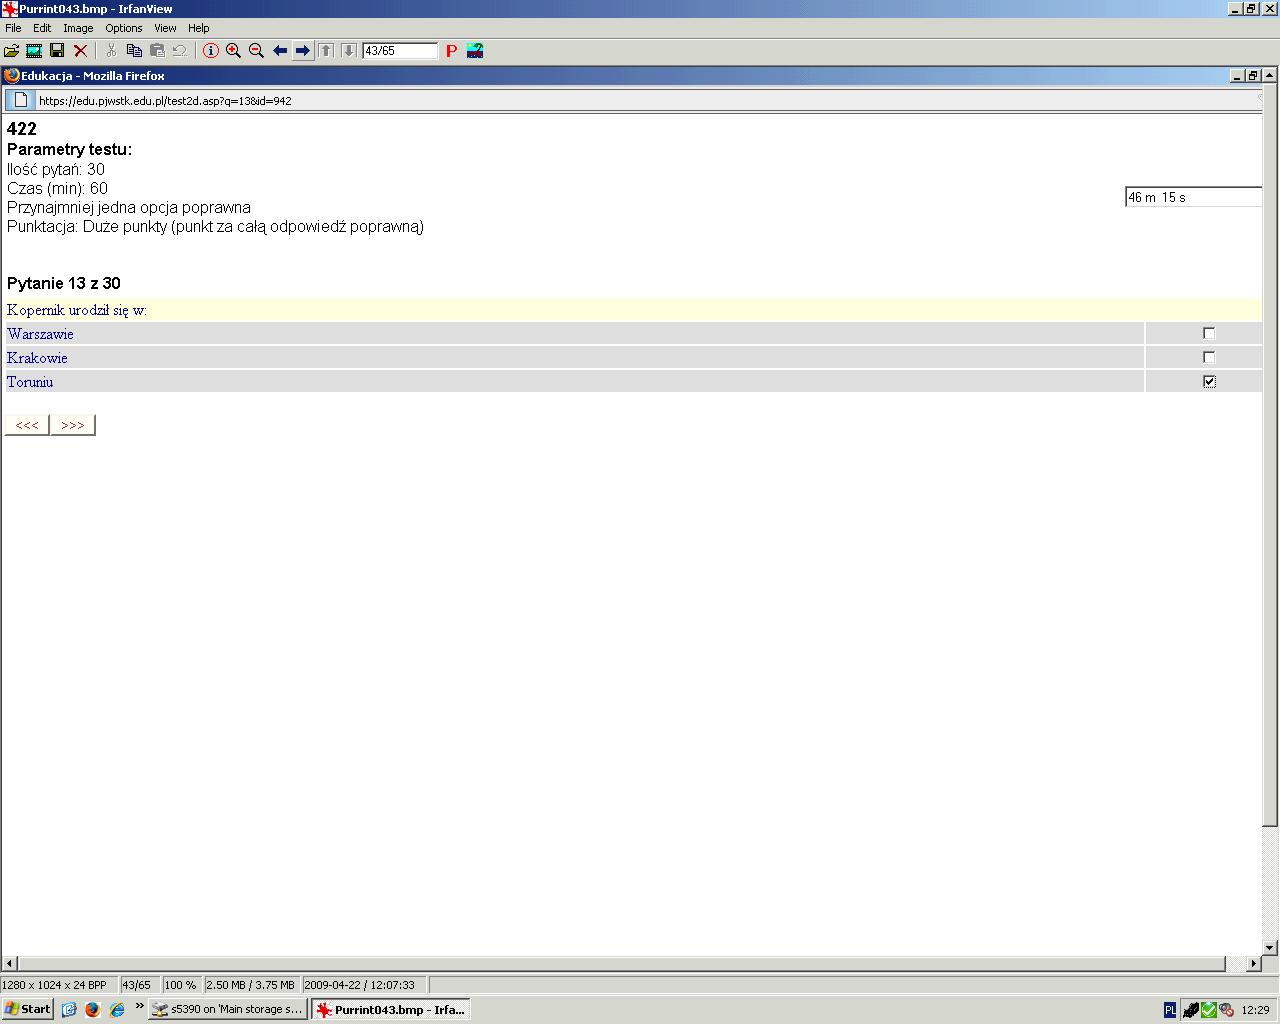 Purrint043.bmp - IrfanView
File Edit Image Options View Help
43/65
Edukacja - Mozilla Firefox
https://edu.pjwstk.edu.pl/test2d.asp?q=13&id=942
422
Parametry testu:
Ilość pytań: 30
Czas (min): 60
46 m 15 s
Przynajmniej jedna opcja poprawna
Punktacja: Duże punkty (punkt za całą odpowiedź poprawną)
Pytanie 13 z 30
Kopernik urodził się w:
Warszawie
Krakowie
Toruniu
<<< >>>
1280 x 1024 x 24 BPP 43/65 100 % 2.50 MB / 3.75 MB 2009-04-22 / 12:07:33
Start » s5390 on 'Main storage s... Purrint043.bmp - Irfa... PL 12:29